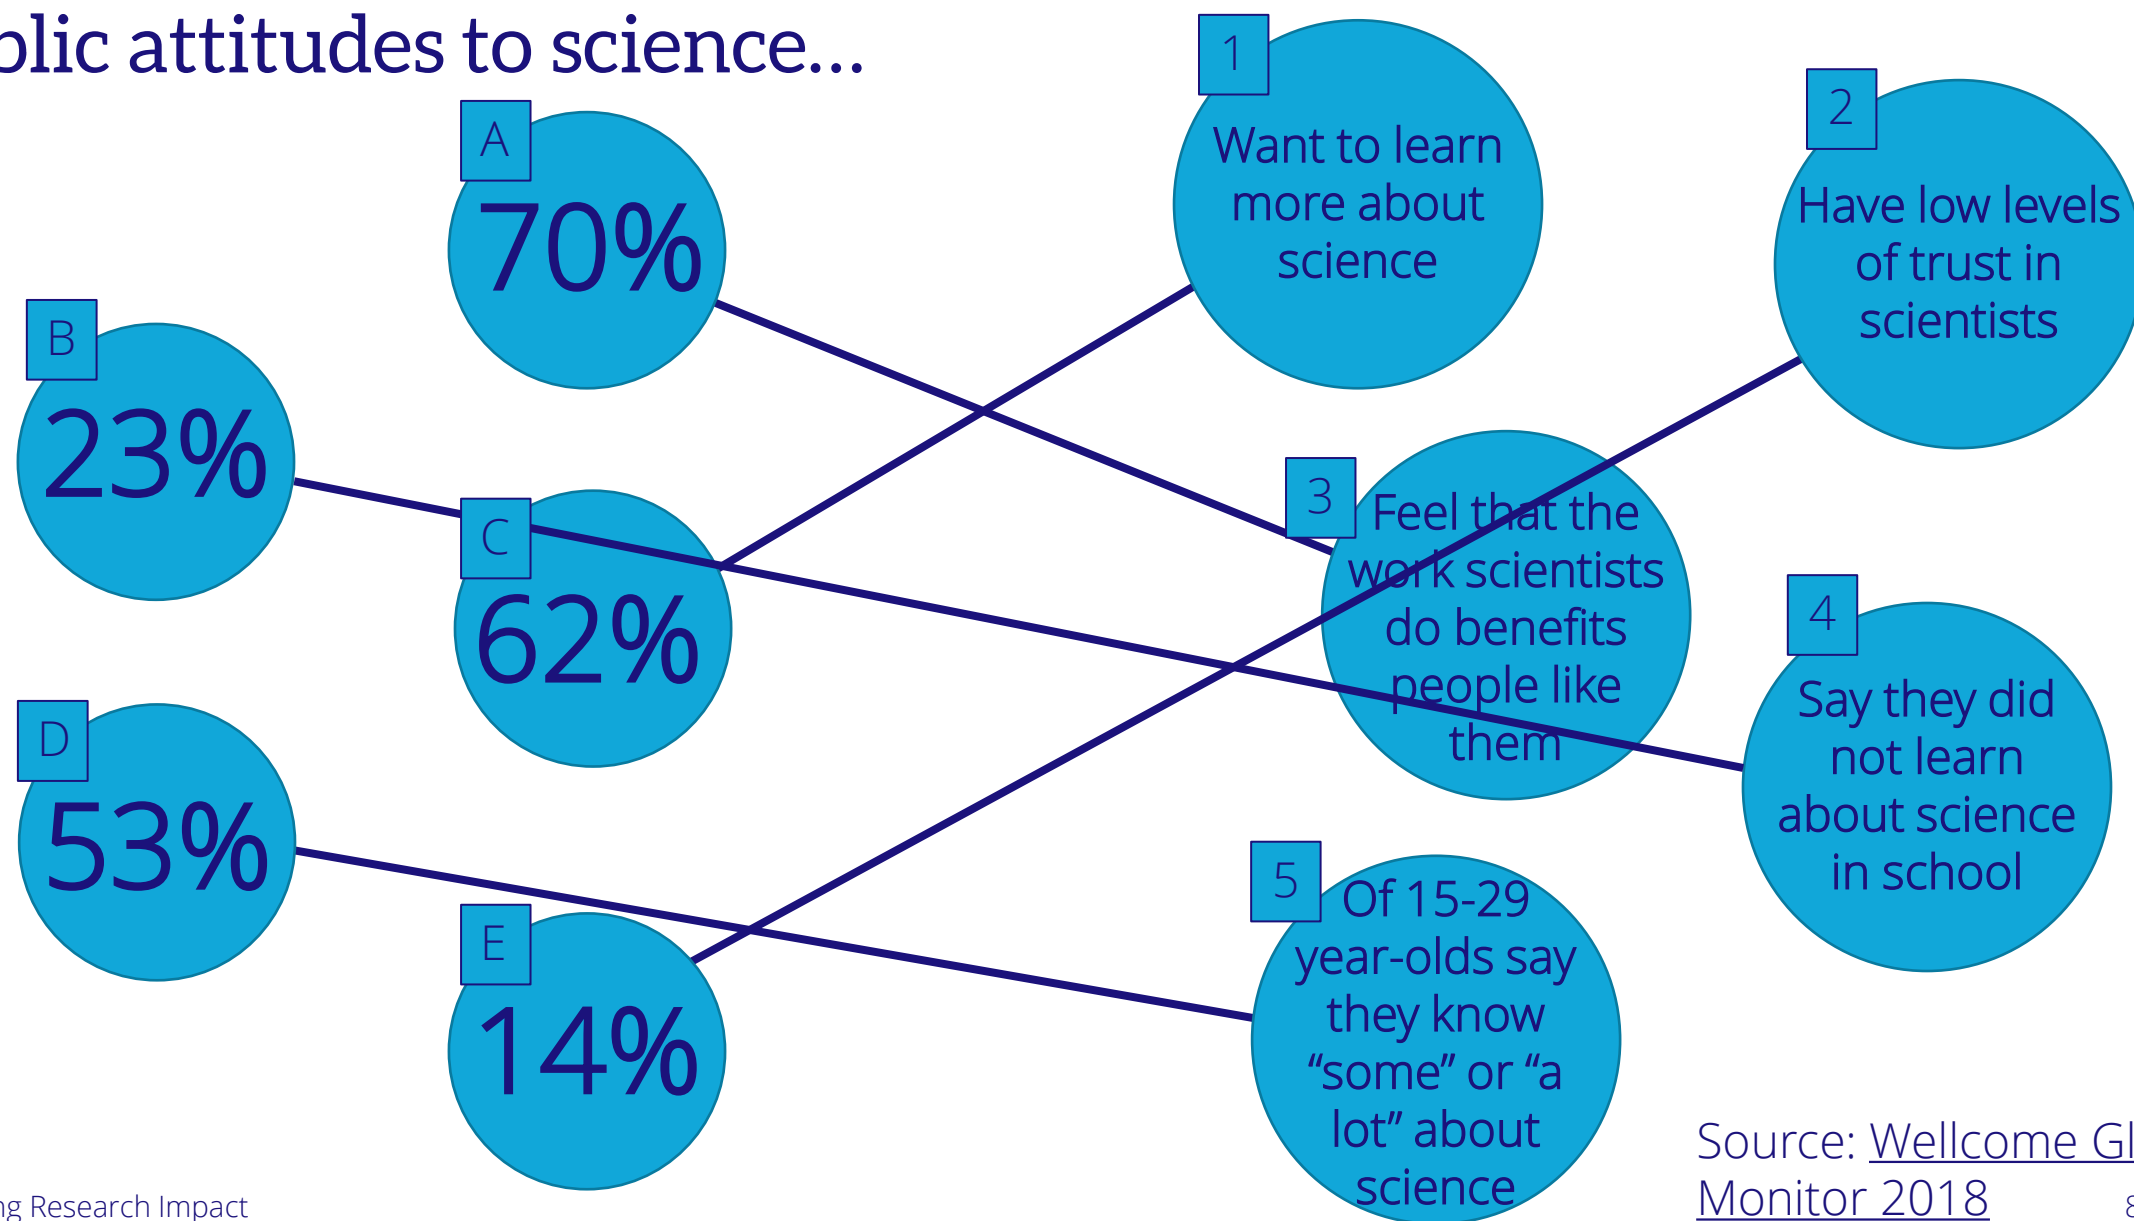 blic attitudes to science...
A
70%
B
23%
C
62%
D
53%
E
14%
1
Want to learn
more about
science
2
Have low levels
of trust in
scientists
3
Feel that the
work scientists
do benefits
people like
them
4
Say they did
not learn
about science
in school
5
Of 15-29
year-olds say
they know
“some” or “a
lot” about
science
Source: Wellcome Gl
Monitor 2018
ng Research Impact
8